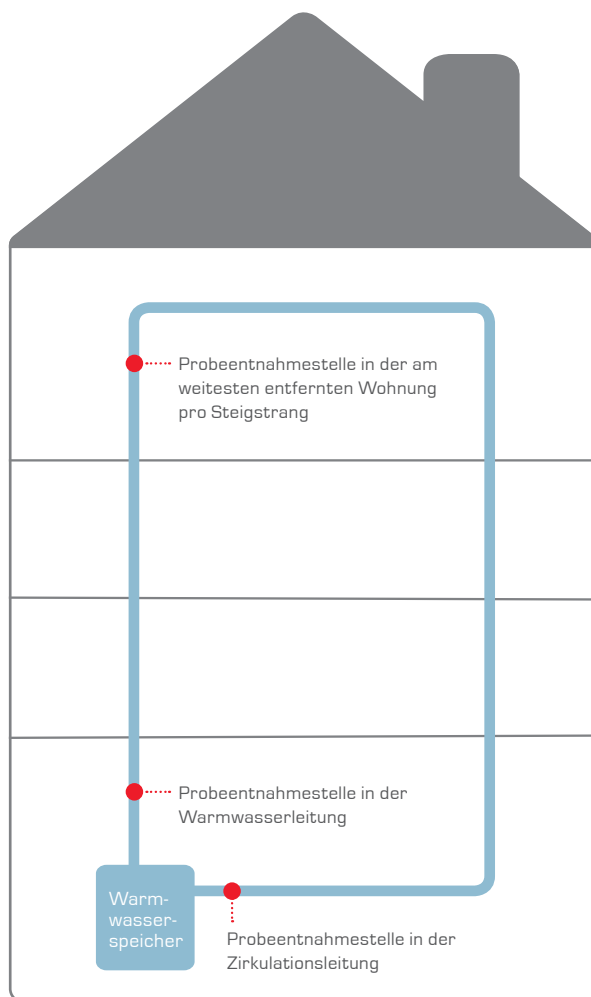 Probeentnahmestelle in der am
weitesten entfernten Wohnung
pro Steigstrang
Probeentnahmestelle in der
Warmwasserleitung
Warm-
wasser-
speicher
Probeentnahmestelle in der
Zirkulationsleitung